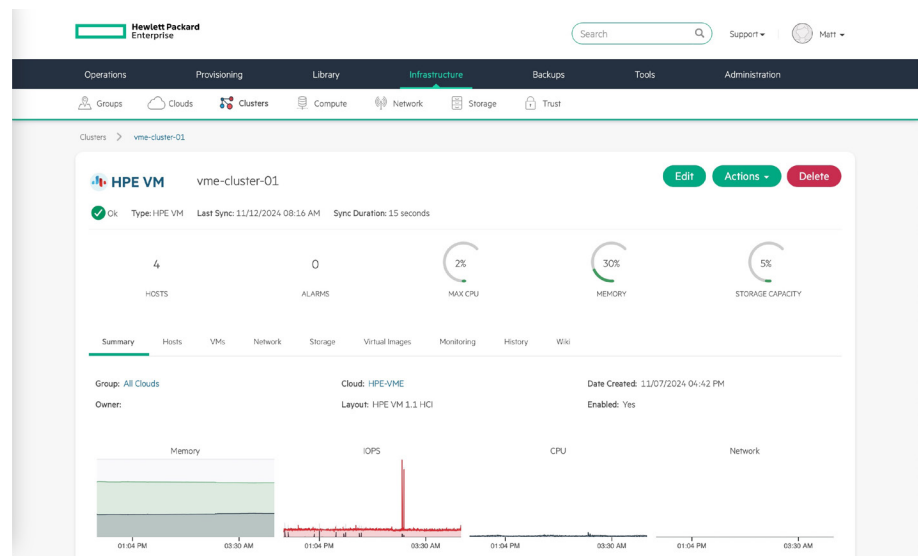 Hewlett Packard
Enterprise
Search
Support
Matt
Operations Provisioning Library Infrastructure Backups Tools Administration
Groups Clouds Clusters Compute Network Storage Trust
Clusters > vme-cluster-01
HPE VM vme-cluster-01 Edit Actions Delete
Ok Type: HPE VM Last Sync: 11/12/2024 08:16 AM Sync Duration: 15 seconds
4 0 2% 30% 5%
HOSTS ALARMS MAX CPU MEMORY STORAGE CAPACITY
Summary Hosts VMs Network Storage Virtual Images Monitoring History Wiki
Group: All Clouds Cloud: HPE-VME Date Created: 11/07/2024 04:42 PM
Owner: Layout: HPE VM 1.1 HCI Enabled: Yes
Memory IOPS CPU Network
01:04 PM 03:30 AM 01:04 PM 03:30 AM 01:04 PM 03:30 AM 01:04 PM 03:30 AM